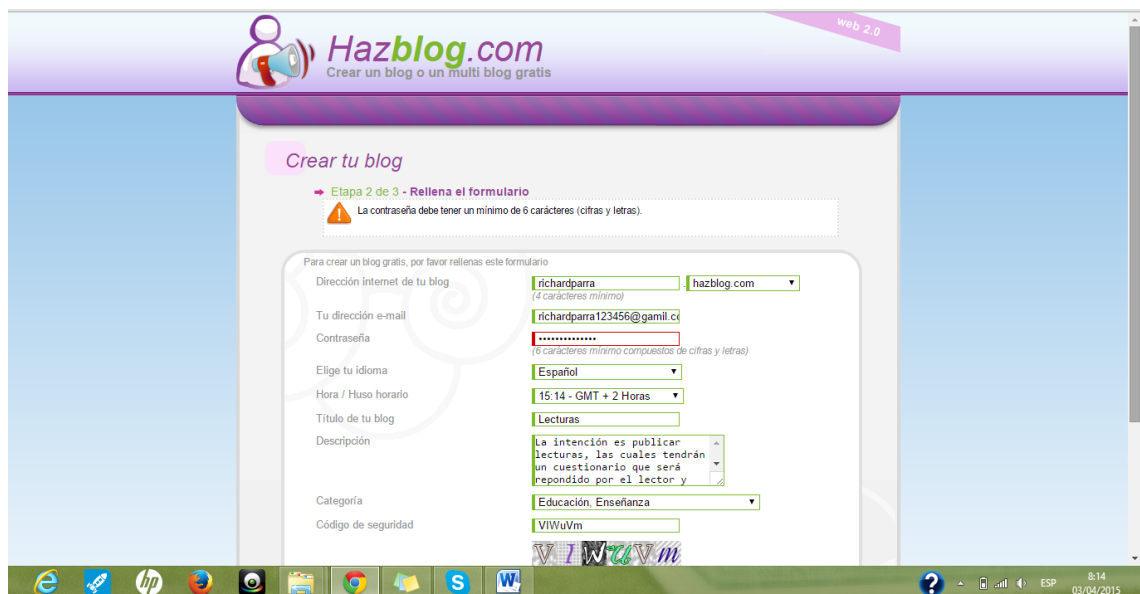 web 2.0
Hazblog.com
Crear un blog o un multi blog gratis
Crear tu blog
Etapa 2 de 3 - Rellena el formulario
La contraseña debe tener un mínimo de 6 carácteres (cifras y letras).
Para crear un blog gratis, por favor rellenas este formulario
Dirección internet de tu blog richardparra . hazblog.com
(4 carácteres mínimo)
Tu dirección e-mail richardparra123456@gamil.co
Contraseña ••••••••••••••
(6 carácteres mínimo compuestos de cifras y letras)
Elige tu idioma Español
Hora / Huso horario 15:14 - GMT + 2 Horas
Título de tu blog Lecturas
Descripción La intención es publicar
lecturas, las cuales tendrán
un cuestionario que será
repondido por el lector y
Categoría Educación, Enseñanza
Código de seguridad VIWuVm
V I W U V m
hp S W ? ESP 8:14
03/04/2015